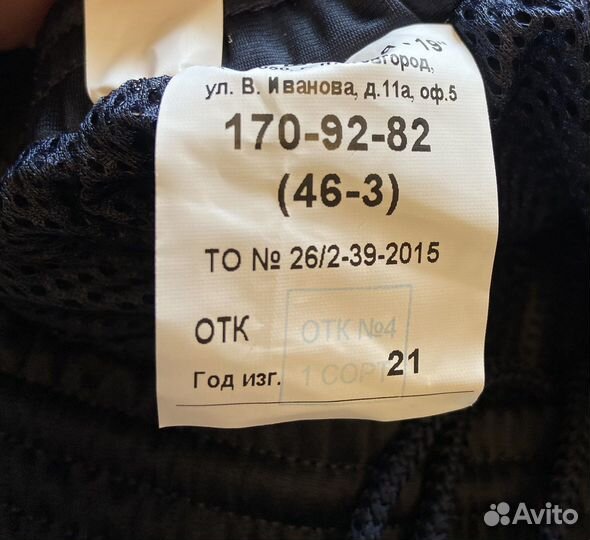 - 19
ул. В. Иванова, д.11а, оф.5
170-92-82
(46-3)
ТО № 26/2-39-2015
ОТК
ОТК №4
1 СОРТ
Год изг. 21
Avito